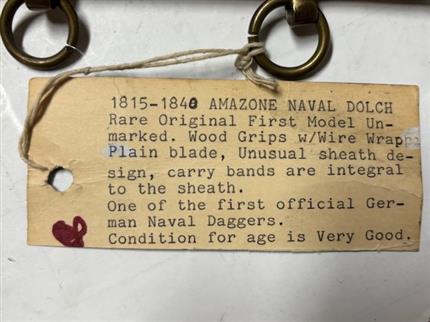 1815-1840 AMAZONE NAVAL DOLCH
Rare Original First Model Un-
marked. Wood Grips w/Wire Wrap
Plain blade, Unusual sheath de-
sign, carry bands are integral
to the sheath.
One of the first official Ger-
man Naval Daggers.
Condition for age is Very Good.